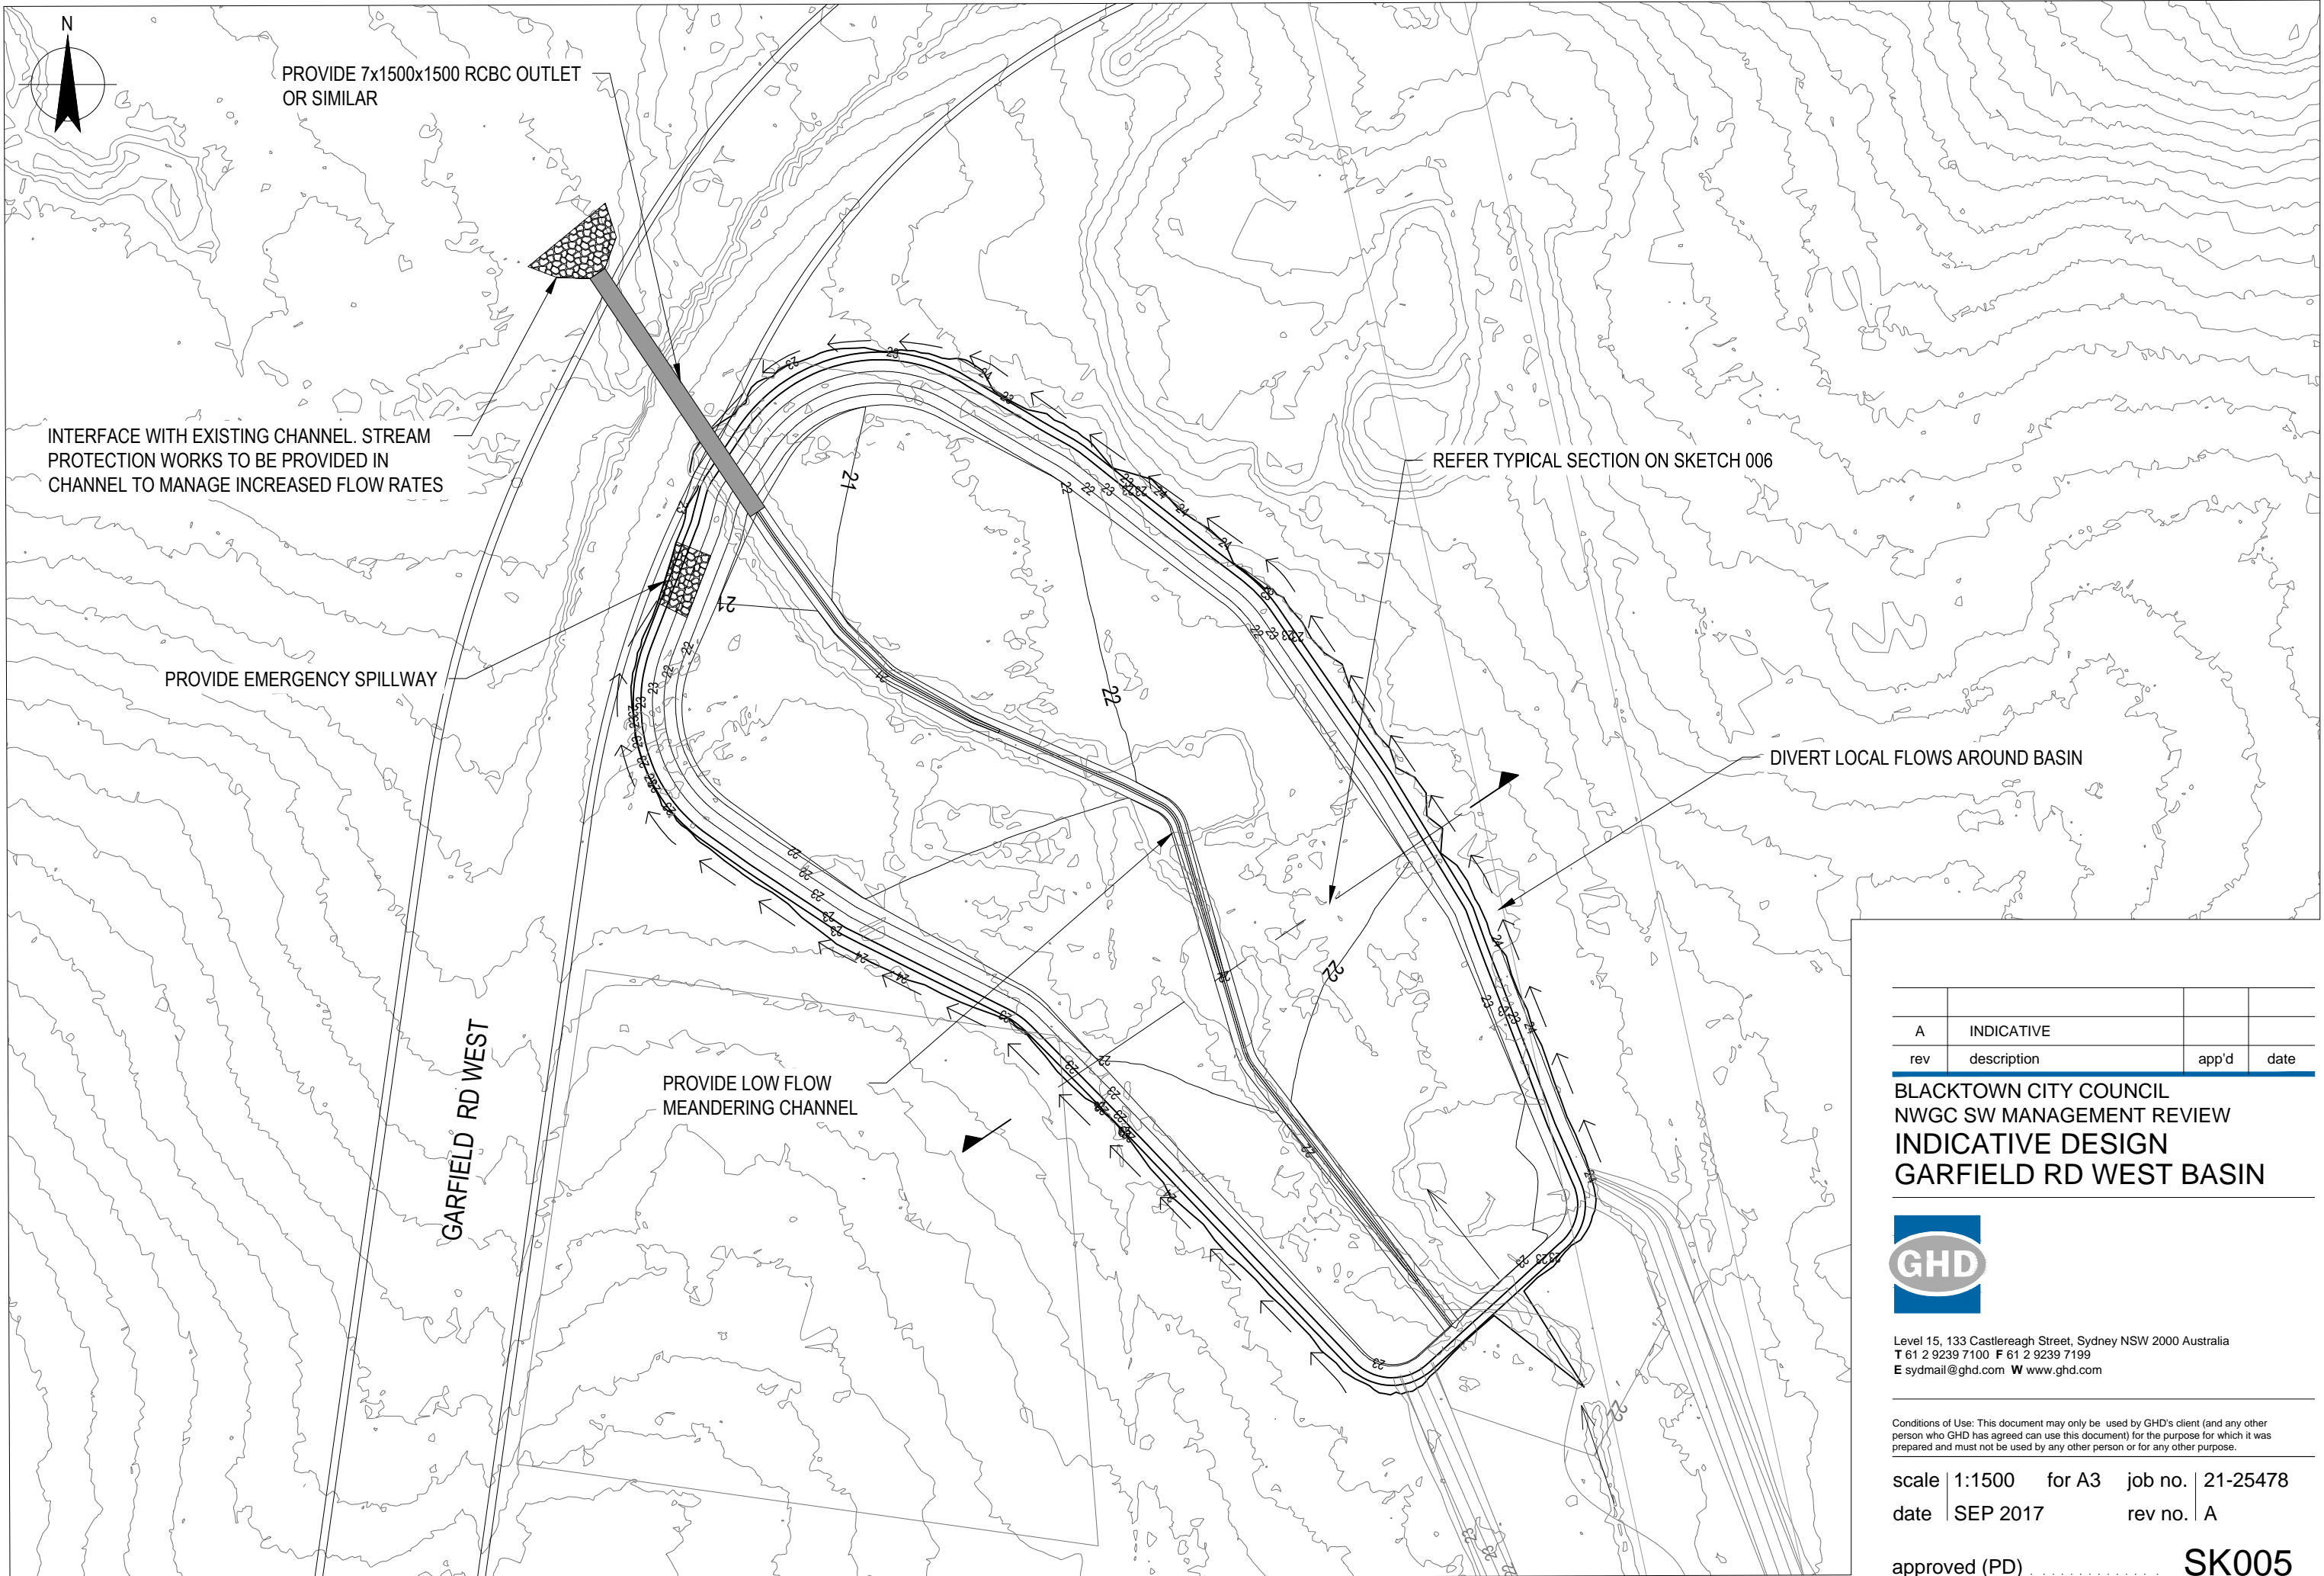 N
PROVIDE 7x1500x1500 RCBC OUTLET
OR SIMILAR
INTERFACE WITH EXISTING CHANNEL. STREAM
PROTECTION WORKS TO BE PROVIDED IN
CHANNEL TO MANAGE INCREASED FLOW RATES
REFER TYPICAL SECTION ON SKETCH 006
21
21
22
PROVIDE EMERGENCY SPILLWAY
DIVERT LOCAL FLOWS AROUND BASIN
22
PROVIDE LOW FLOW
MEANDERING CHANNEL
GARFIELD RD WEST
22
A INDICATIVE
rev description app'd date
BLACKTOWN CITY COUNCIL
NWGC SW MANAGEMENT REVIEW
INDICATIVE DESIGN
GARFIELD RD WEST BASIN
GHD
Level 15, 133 Castlereagh Street, Sydney NSW 2000 Australia
T 61 2 9239 7100 F 61 2 9239 7199
E sydmail@ghd.com W www.ghd.com
Conditions of Use: This document may only be used by GHD's client (and any other
person who GHD has agreed can use this document) for the purpose for which it was
prepared and must not be used by any other person or for any other purpose.
scale 1:1500 for A3 job no. 21-25478
date SEP 2017 rev no. A
approved (PD) . . . . . . . . . . . . . . SK005